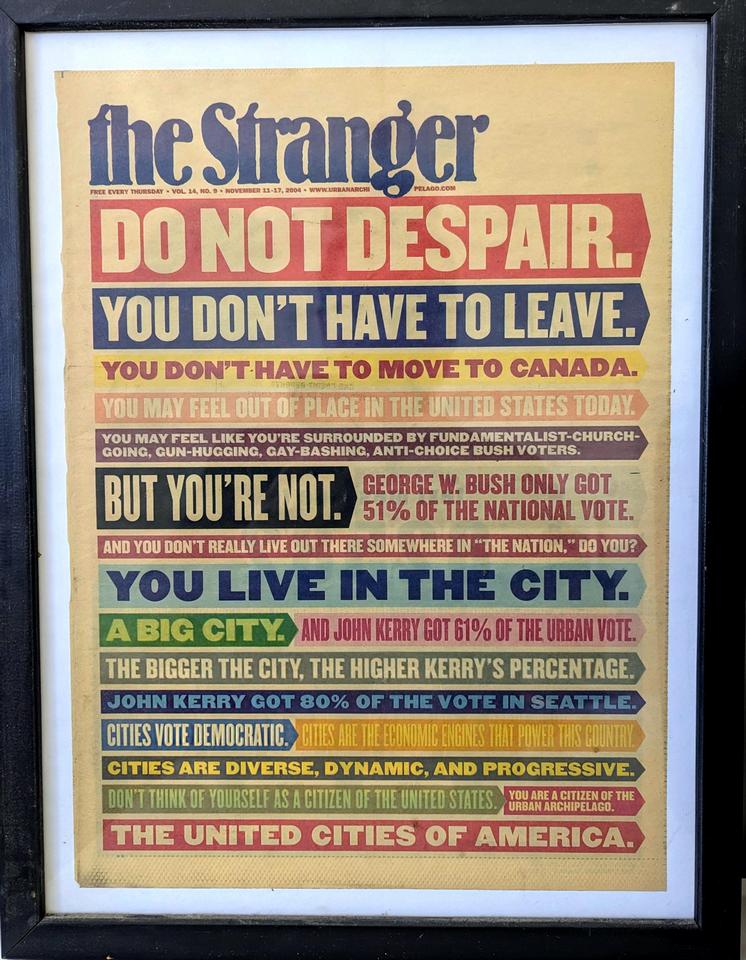 the Stranger
FREE EVERY THURSDAY • VOL. 14, NO. 9 • NOVEMBER 11-17, 2004 • WWW.URBANARCHI PELAGO.COM
DO NOT DESPAIR.
YOU DON'T HAVE TO LEAVE.
YOU DON'T HAVE TO MOVE TO CANADA.
YOU MAY FEEL OUT OF PLACE IN THE UNITED STATES TODAY.
YOU MAY FEEL LIKE YOU'RE SURROUNDED BY FUNDAMENTALIST-CHURCH-
GOING, GUN-HUGGING, GAY-BASHING, ANTI-CHOICE BUSH VOTERS.
BUT YOU'RE NOT.
GEORGE W. BUSH ONLY GOT
51% OF THE NATIONAL VOTE.
AND YOU DON'T REALLY LIVE OUT THERE SOMEWHERE IN "THE NATION," DO YOU?
YOU LIVE IN THE CITY.
A BIG CITY.
AND JOHN KERRY GOT 61% OF THE URBAN VOTE.
THE BIGGER THE CITY, THE HIGHER KERRY'S PERCENTAGE.
JOHN KERRY GOT 80% OF THE VOTE IN SEATTLE.
CITIES VOTE DEMOCRATIC.
CITIES ARE THE ECONOMIC ENGINES THAT POWER THIS COUNTRY.
CITIES ARE DIVERSE, DYNAMIC, AND PROGRESSIVE.
DON'T THINK OF YOURSELF AS A CITIZEN OF THE UNITED STATES.
YOU ARE A CITIZEN OF THE
URBAN ARCHIPELAGO.
THE UNITED CITIES OF AMERICA.